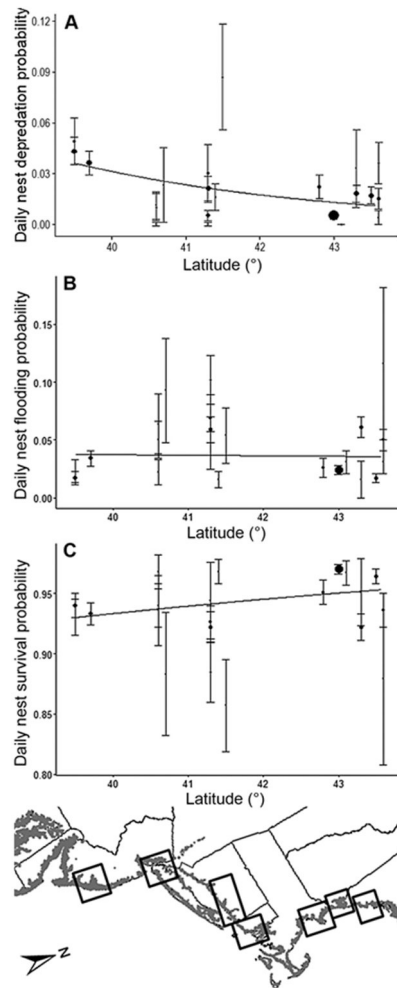 A
Daily nest depredation probability
0.12
0.09
0.06
0.03
0.00
40
41
42
43
Latitude (°)
B
Daily nest flooding probability
0.15
0.10
0.05
0.00
40
41
42
43
Latitude (°)
C
Daily nest survival probability
0.95
0.90
0.85
0.80
40
41
42
43
Latitude (°)
N